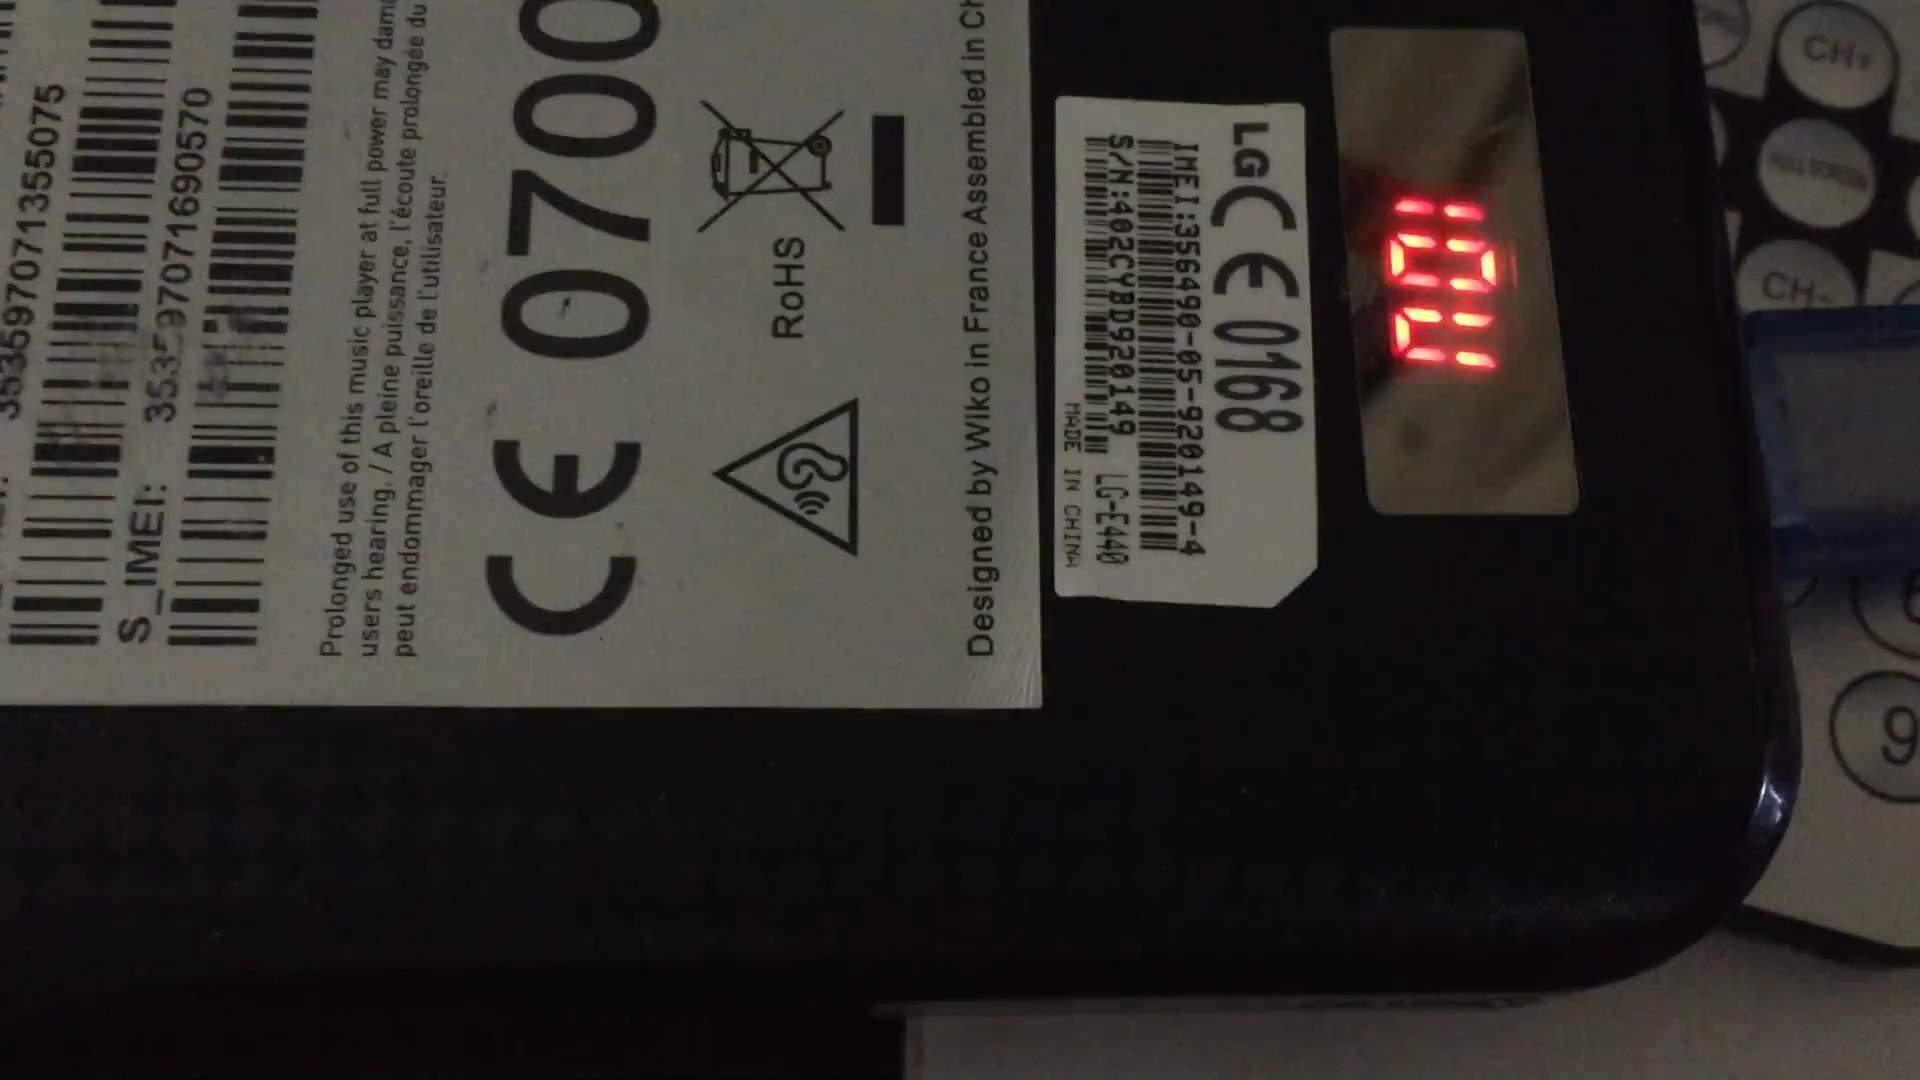 353597071355075
S_IMEI:
Prolonged use of this music player at full power may
users hearing. / A pleine puissance, l'écoute prolongée du
peut endommager l'oreille de l'utilisateur.
CE 0700
RoHS
Designed by Wiko in France Assembled in
LG CE 0168
IMEI:356490-05-920149-4
S/N:402CYBD920149 LG-E440
MADE IN CHINA
CH+
CH-
9